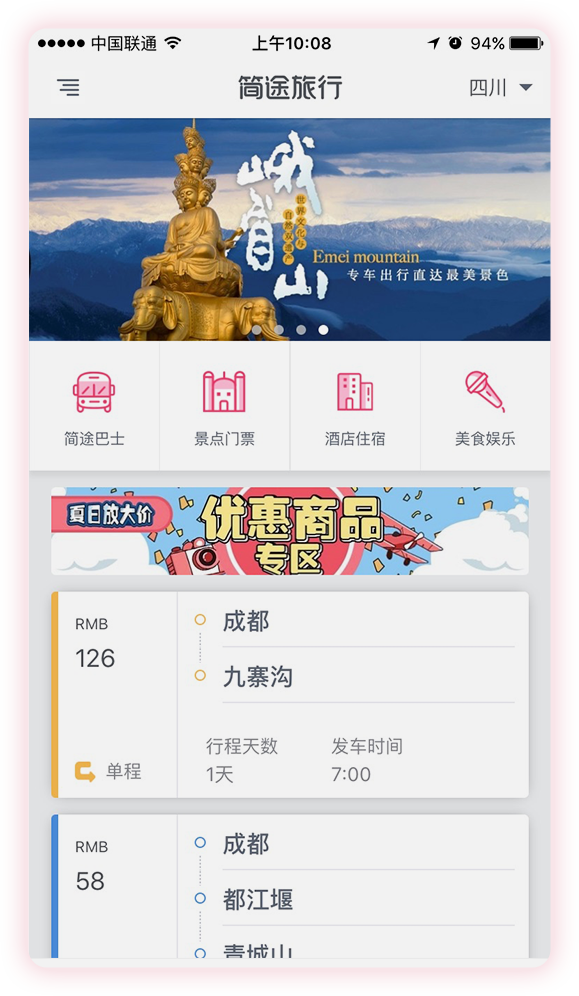 中国联通 上午10:08 94%
简途旅行 四川
峨眉山
世界文化与
自然双遗产
Emei mountain
专车出行直达最美景色
简途巴士 景点门票 酒店住宿 美食娱乐
夏日放大价 优惠商品
专区
RMB
126
成都
九寨沟
行程天数 发车时间
单程 1天 7:00
RMB
58
成都
都江堰
青城山